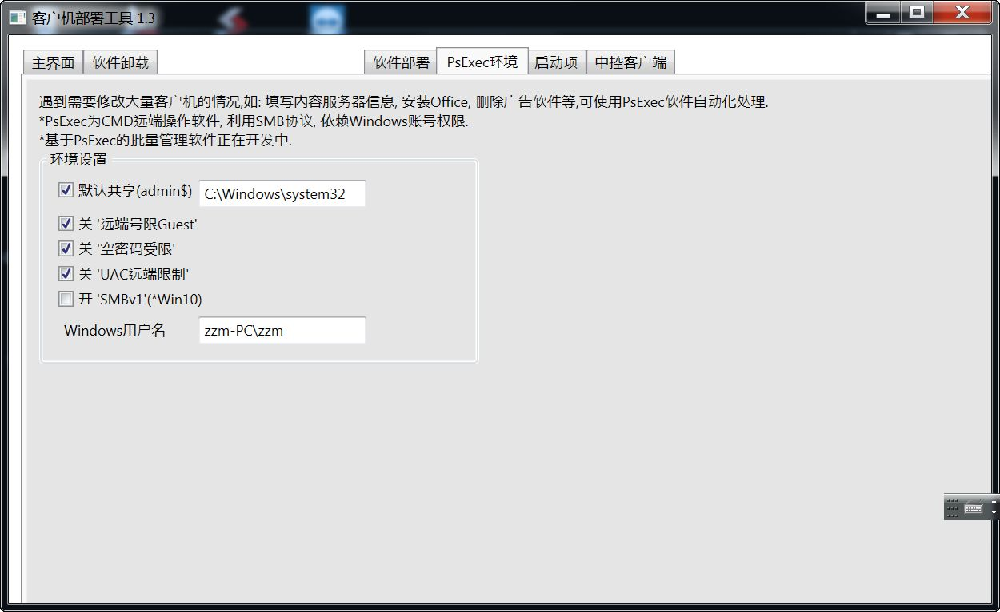 客户机部署工具 1.3
主界面 软件卸载 软件部署 PsExec环境 启动项 中控客户端
遇到需要修改大量客户机的情况,如: 填写内容服务器信息, 安装Office, 删除广告软件等,可使用PsExec软件自动化处理.
*PsExec为CMD远端操作软件, 利用SMB协议, 依赖Windows账号权限.
*基于PsExec的批量管理软件正在开发中.
环境设置
默认共享(admin$) C:\Windows\system32
关 '远端号限Guest'
关 '空密码受限'
关 'UAC远端限制'
开 'SMBv1'(*Win10)
Windows用户名 zzm-PC\zzm